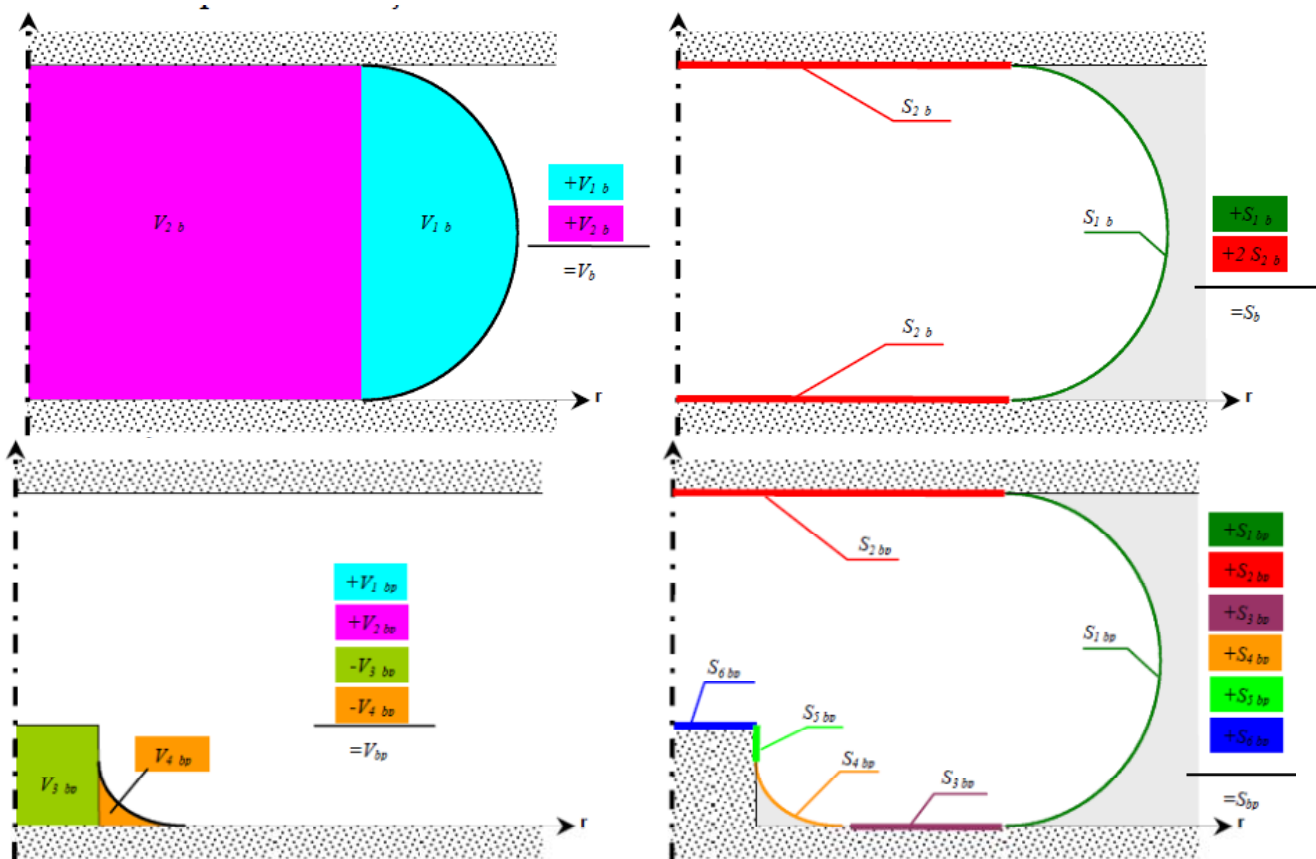 V2 b
V1 b
+V1 b
+V2 b
=Vb
r
S2 b
S1 b
S2 b
+S1 b
+2 S2 b
=Sb
r
+V1 bp
+V2 bp
-V3 bp
-V4 bp
=Vbp
V3 bp
V4 bp
r
S2 bp
S1 bp
S6 bp
S5 bp
S4 bp
S3 bp
+S1 bp
+S2 bp
+S3 bp
+S4 bp
+S5 bp
+S6 bp
=Sbp
r